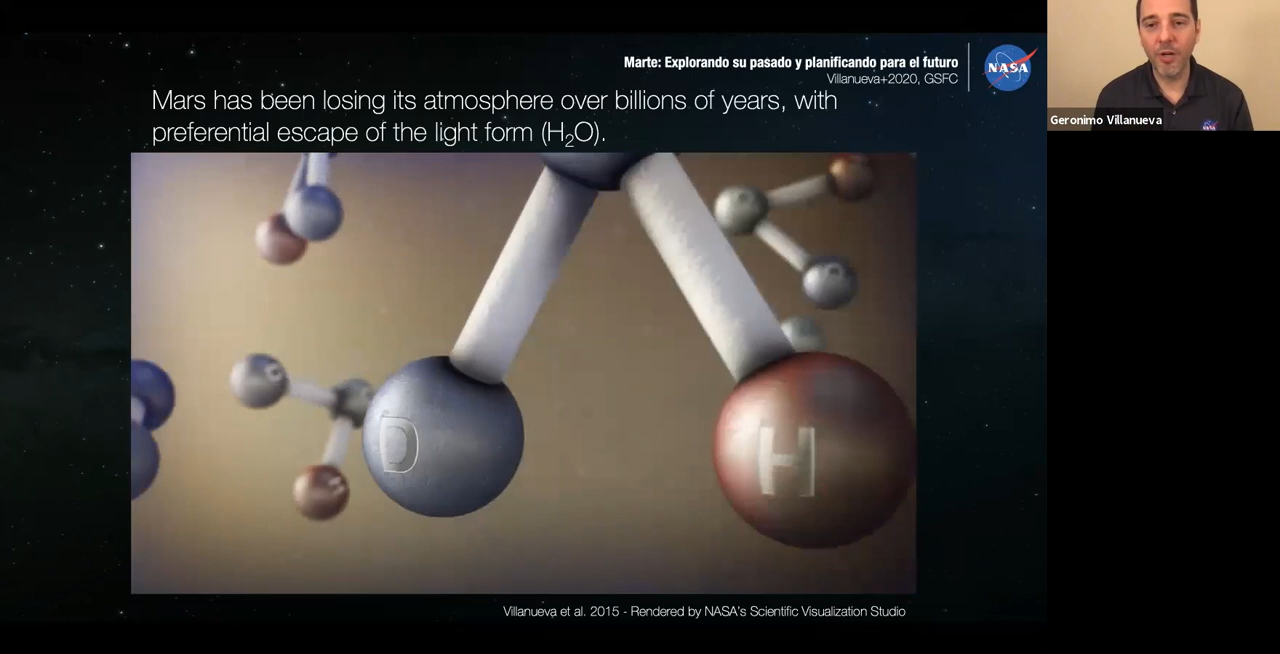 Marte: Explorando su pasado y planificando para el futuro
Villanueva+2020, GSFC
NASA
Mars has been losing its atmosphere over billions of years, with
preferential escape of the light form (H₂O).
D
H
Villanueva et al. 2015 - Rendered by NASA's Scientific Visualization Studio
Geronimo Villanueva